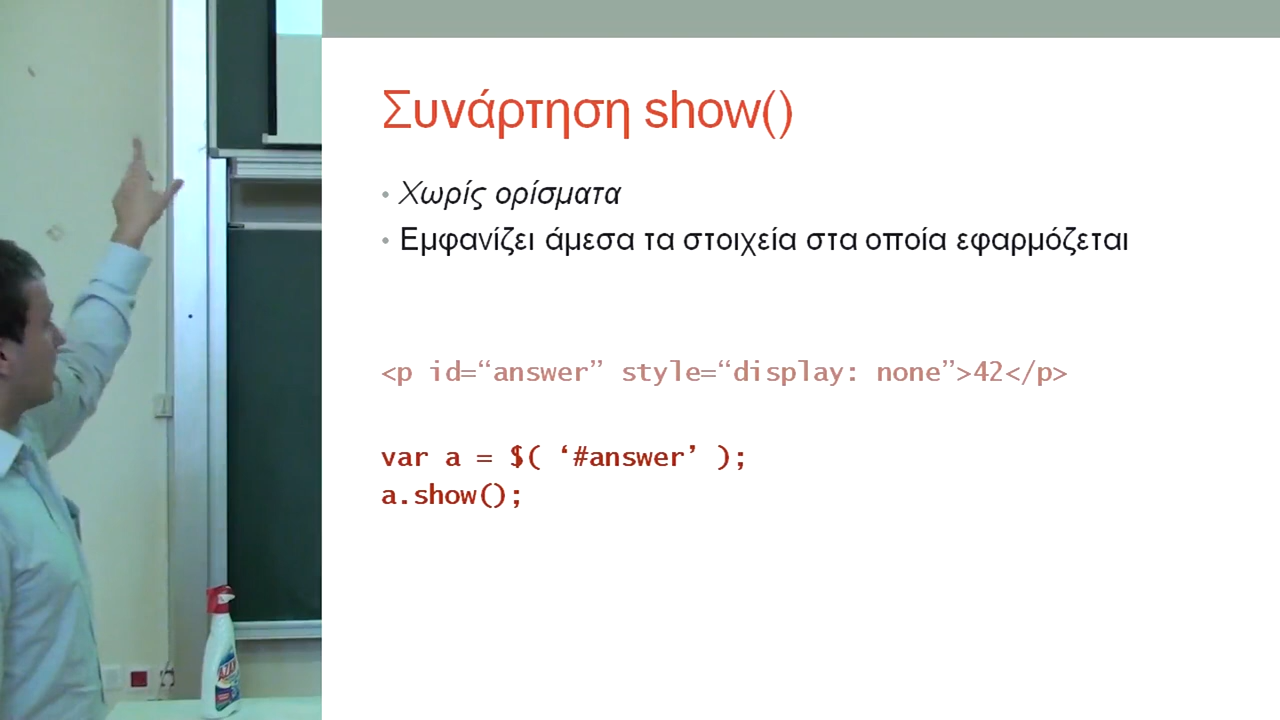 Συνάρτηση show()
• Χωρίς ορίσματα
• Εμφανίζει άμεσα τα στοιχεία στα οποία εφαρμόζεται
<p id=“answer” style=“display: none”>42</p>
var a = $( ‘#answer’ );
a.show();
AZAX